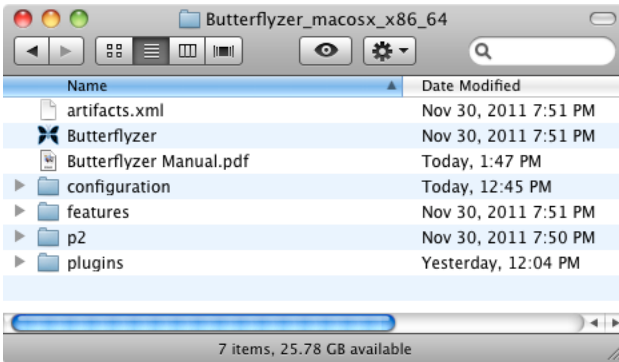 Butterflyzer_macosx_x86_64
Name Date Modified
artifacts.xml Nov 30, 2011 7:51 PM
Butterflyzer Nov 30, 2011 7:51 PM
Butterflyzer Manual.pdf Today, 1:47 PM
configuration Today, 12:45 PM
features Nov 30, 2011 7:51 PM
p2 Nov 30, 2011 7:50 PM
plugins Yesterday, 12:04 PM
7 items, 25.78 GB available